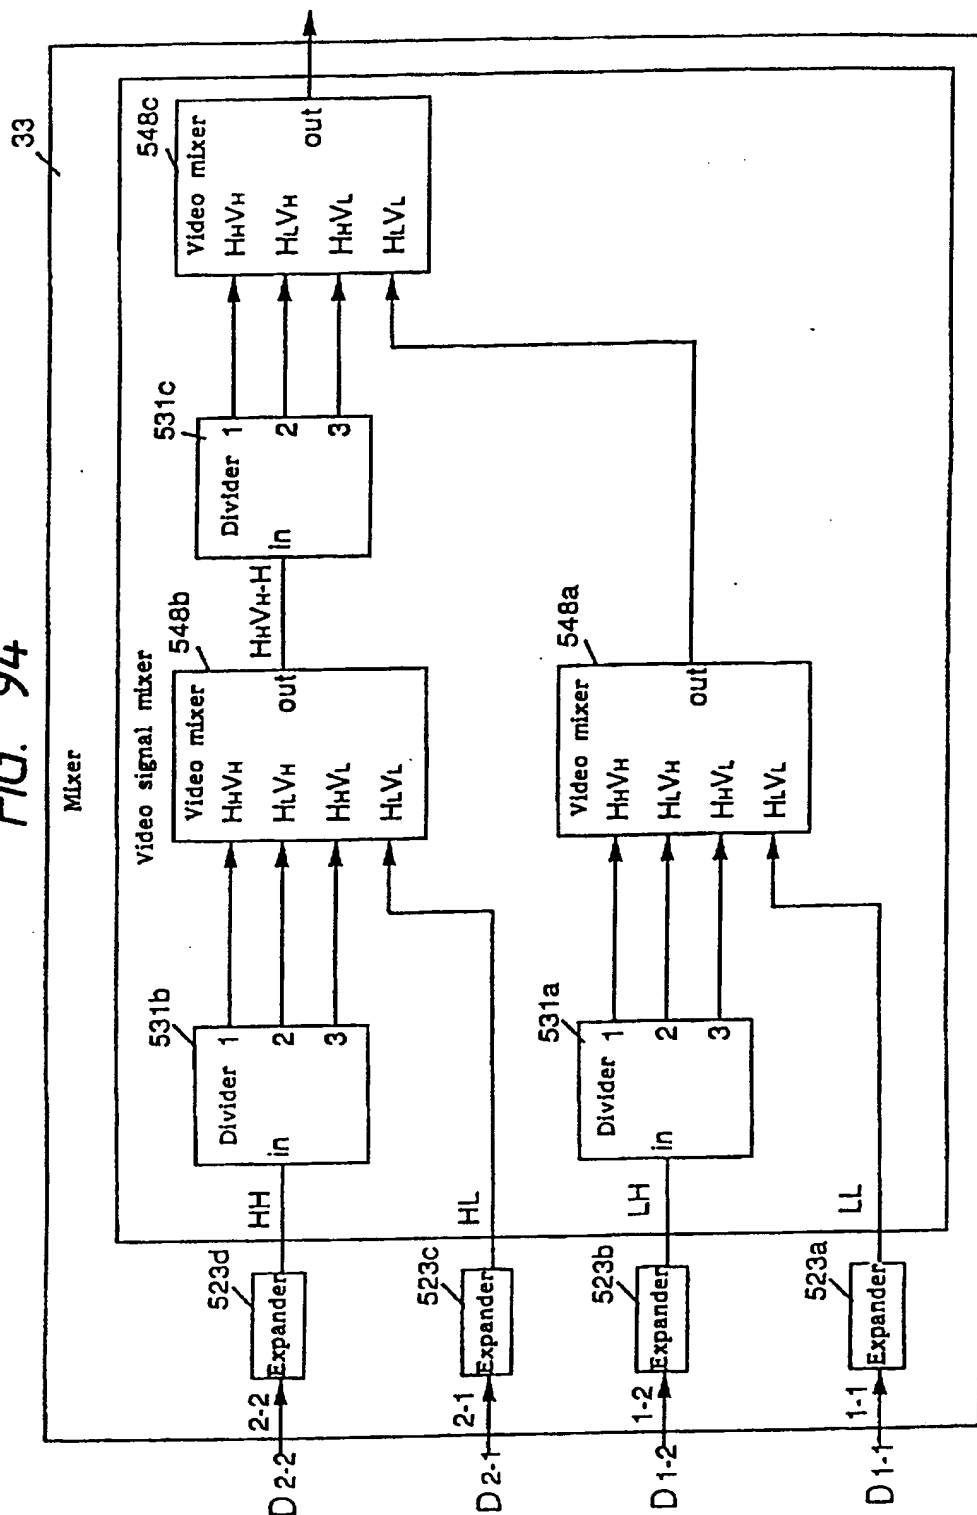 FIG. 94
33
Mixer
Video signal mixer
D2-2
2-2
523d
Expander
HH
531b
Divider
in
1
2
3
548b
Video mixer
HHVH
HLVH
HHVL
HLVL
out
HHVH-H
531c
Divider
in
1
2
3
548c
Video mixer
HHVH
HLVH
HHVL
HLVL
out
D2-1
2-1
523c
Expander
HL
D1-2
1-2
523b
Expander
LH
531a
Divider
in
1
2
3
548a
Video mixer
HHVH
HLVH
HHVL
HLVL
out
D1-1
1-1
523a
Expander
LL